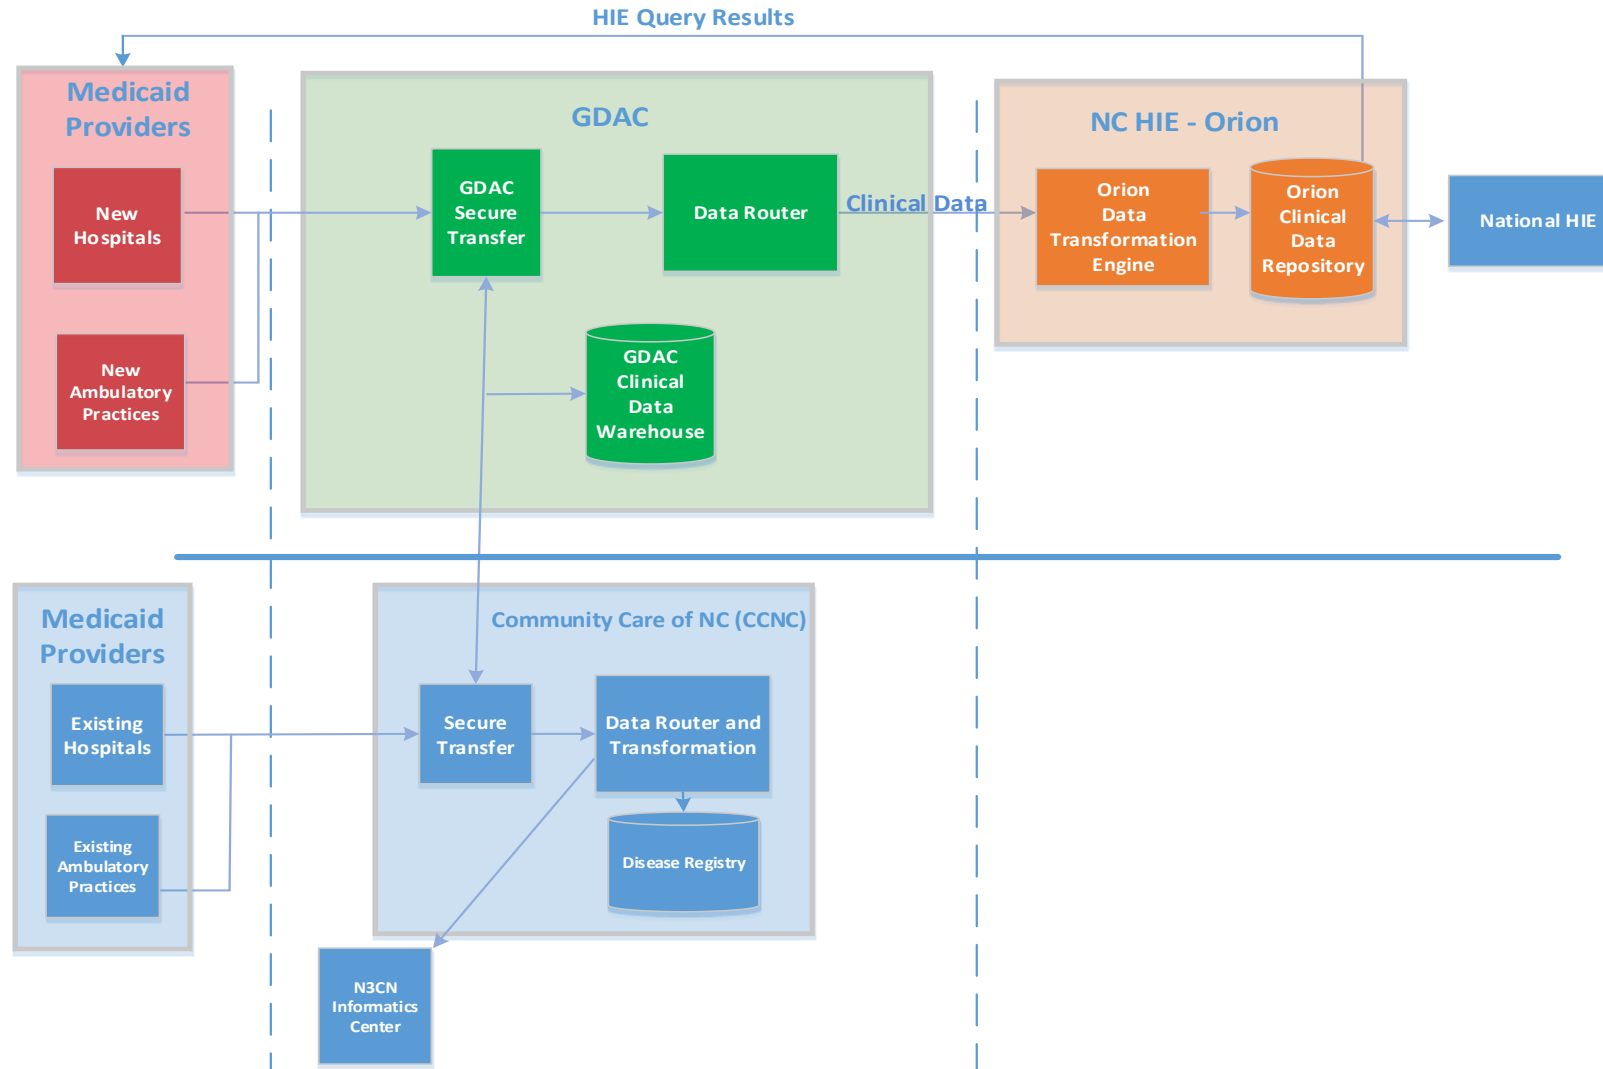 HIE Query Results
Medicaid
Providers
New
Hospitals
New
Ambulatory
Practices
GDAC
GDAC
Secure
Transfer
Data Router
GDAC
Clinical
Data
Warehouse
Clinical Data
NC HIE - Orion
Orion
Data
Transformation
Engine
Orion
Clinical
Data
Repository
National HIE
Medicaid
Providers
Existing
Hospitals
Existing
Ambulatory
Practices
Community Care of NC (CCNC)
Secure
Transfer
Data Router and
Transformation
Disease Registry
N3CN
Informatics
Center